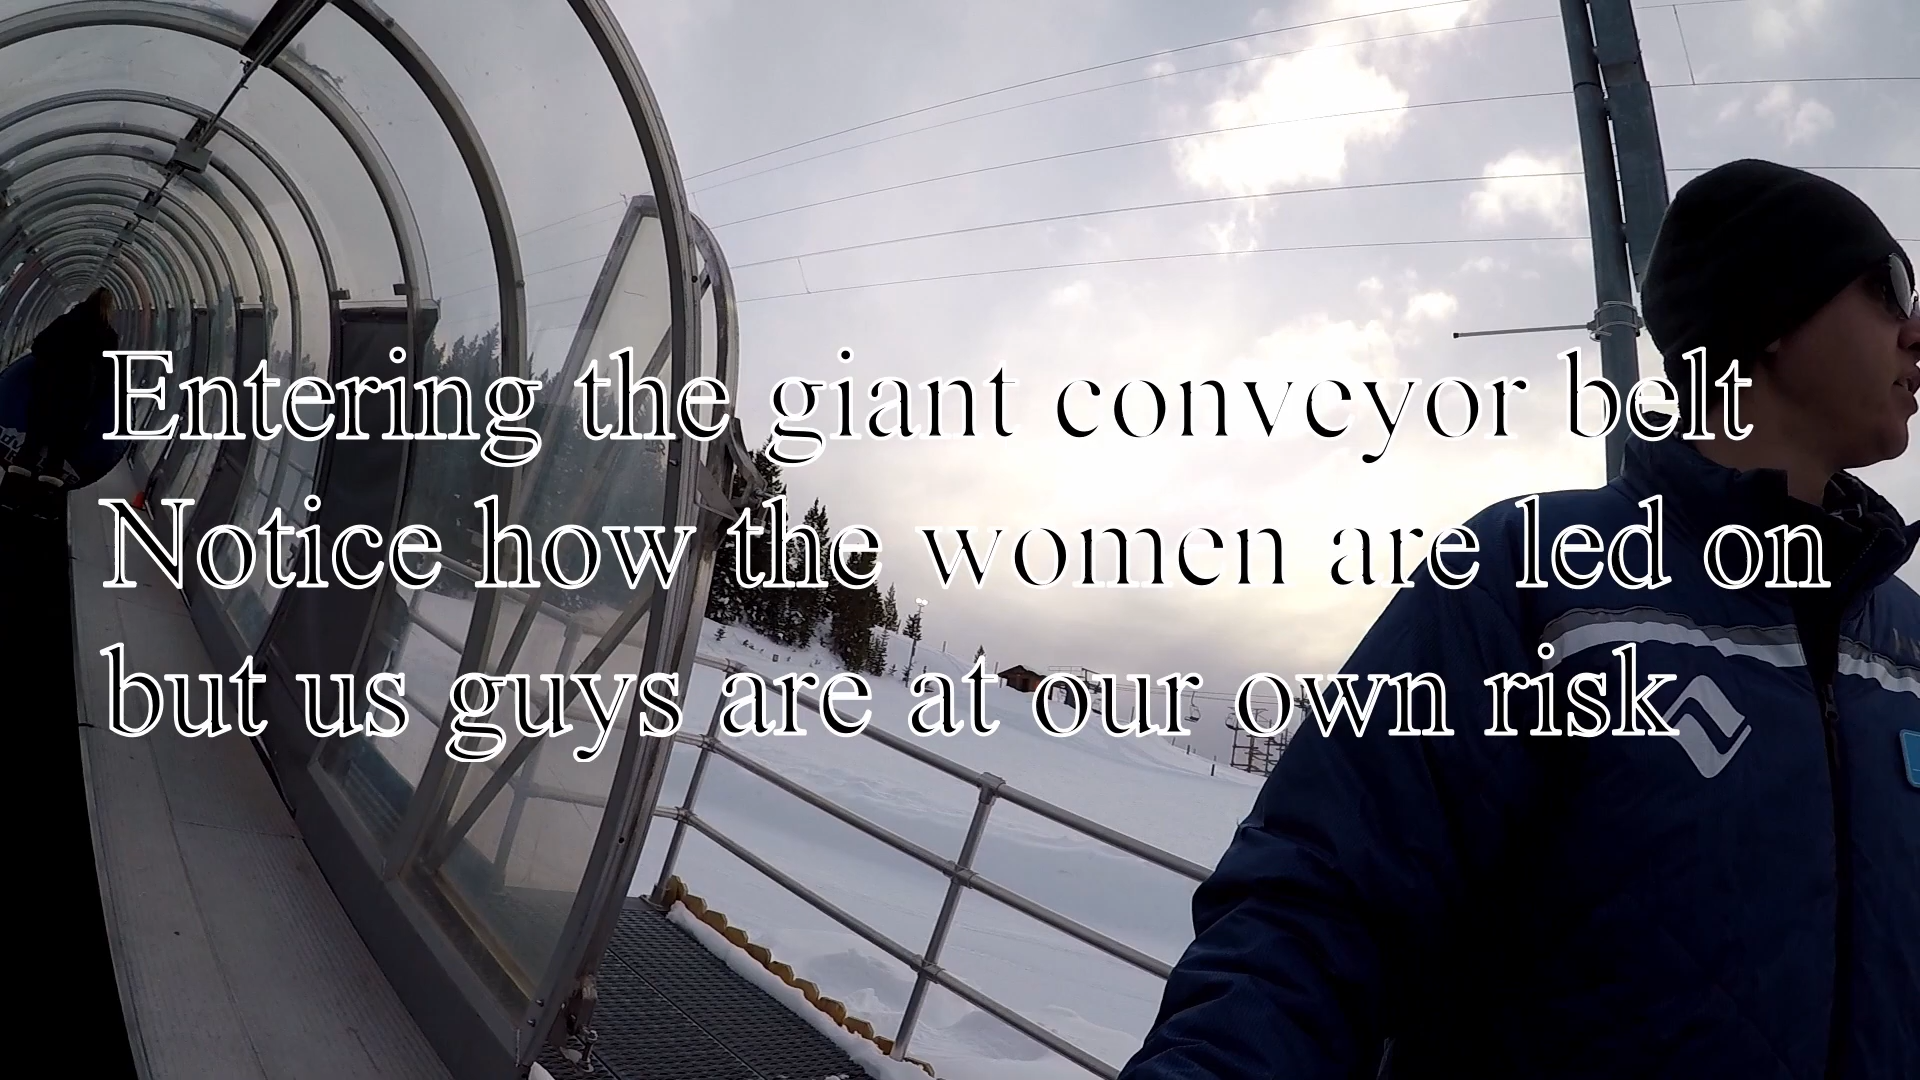 Entering the giant conveyor belt
Notice how the women are led on
but us guys are at our own risk